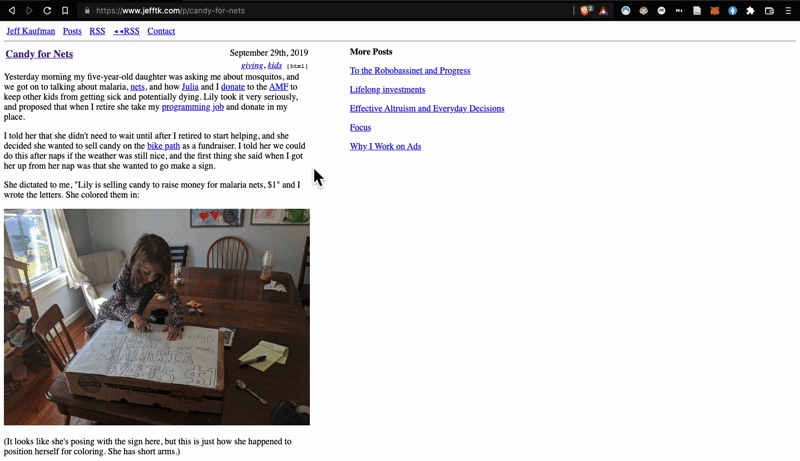 https://www.jefftk.com/p/candy-for-nets
Jeff Kaufman Posts RSS ◂◂RSS Contact
Candy for Nets
September 29th, 2019
giving, kids [html]
Yesterday morning my five-year-old daughter was asking me about mosquitos, and
we got on to talking about malaria, nets, and how Julia and I donate to the AMF to
keep other kids from getting sick and potentially dying. Lily took it very seriously,
and proposed that when I retire she take my programming job and donate in my
place.
I told her that she didn't need to wait until after I retired to start helping, and she
decided she wanted to sell candy on the bike path as a fundraiser. I told her we could
do this after naps if the weather was still nice, and the first thing she said when I got
her up from her nap was that she wanted to go make a sign.
She dictated to me, "Lily is selling candy to raise money for malaria nets, $1" and I
wrote the letters. She colored them in:
MALARIA
NETS $1
(It looks like she's posing with the sign here, but this is just how she happened to
position herself for coloring. She has short arms.)
More Posts
To the Robobassinet and Progress
Lifelong investments
Effective Altruism and Everyday Decisions
Focus
Why I Work on Ads